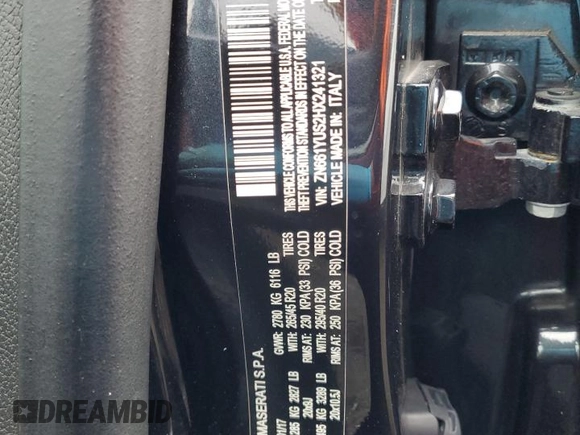 MASERATI S.P.A.
GVWR: 2780 KG 6116 LB
285 KG 2827 LB WITH: 265/45 R20 TIRES
20x9J RIMS AT: 230 KPA (33 PSI) COLD
495 KG 3289 LB WITH: 295/40 R20 TIRES
20x10.5J RIMS AT: 250 KPA (36 PSI) COLD
THIS VEHICLE CONFORMS TO ALL APPLICABLE U.S.A. FEDERAL MO
THEFT PREVENTION STANDARDS IN EFFECT ON THE DATE O
VIN: ZN661YUS2HX241321
VEHICLE MADE IN: ITALY
DREAMBID